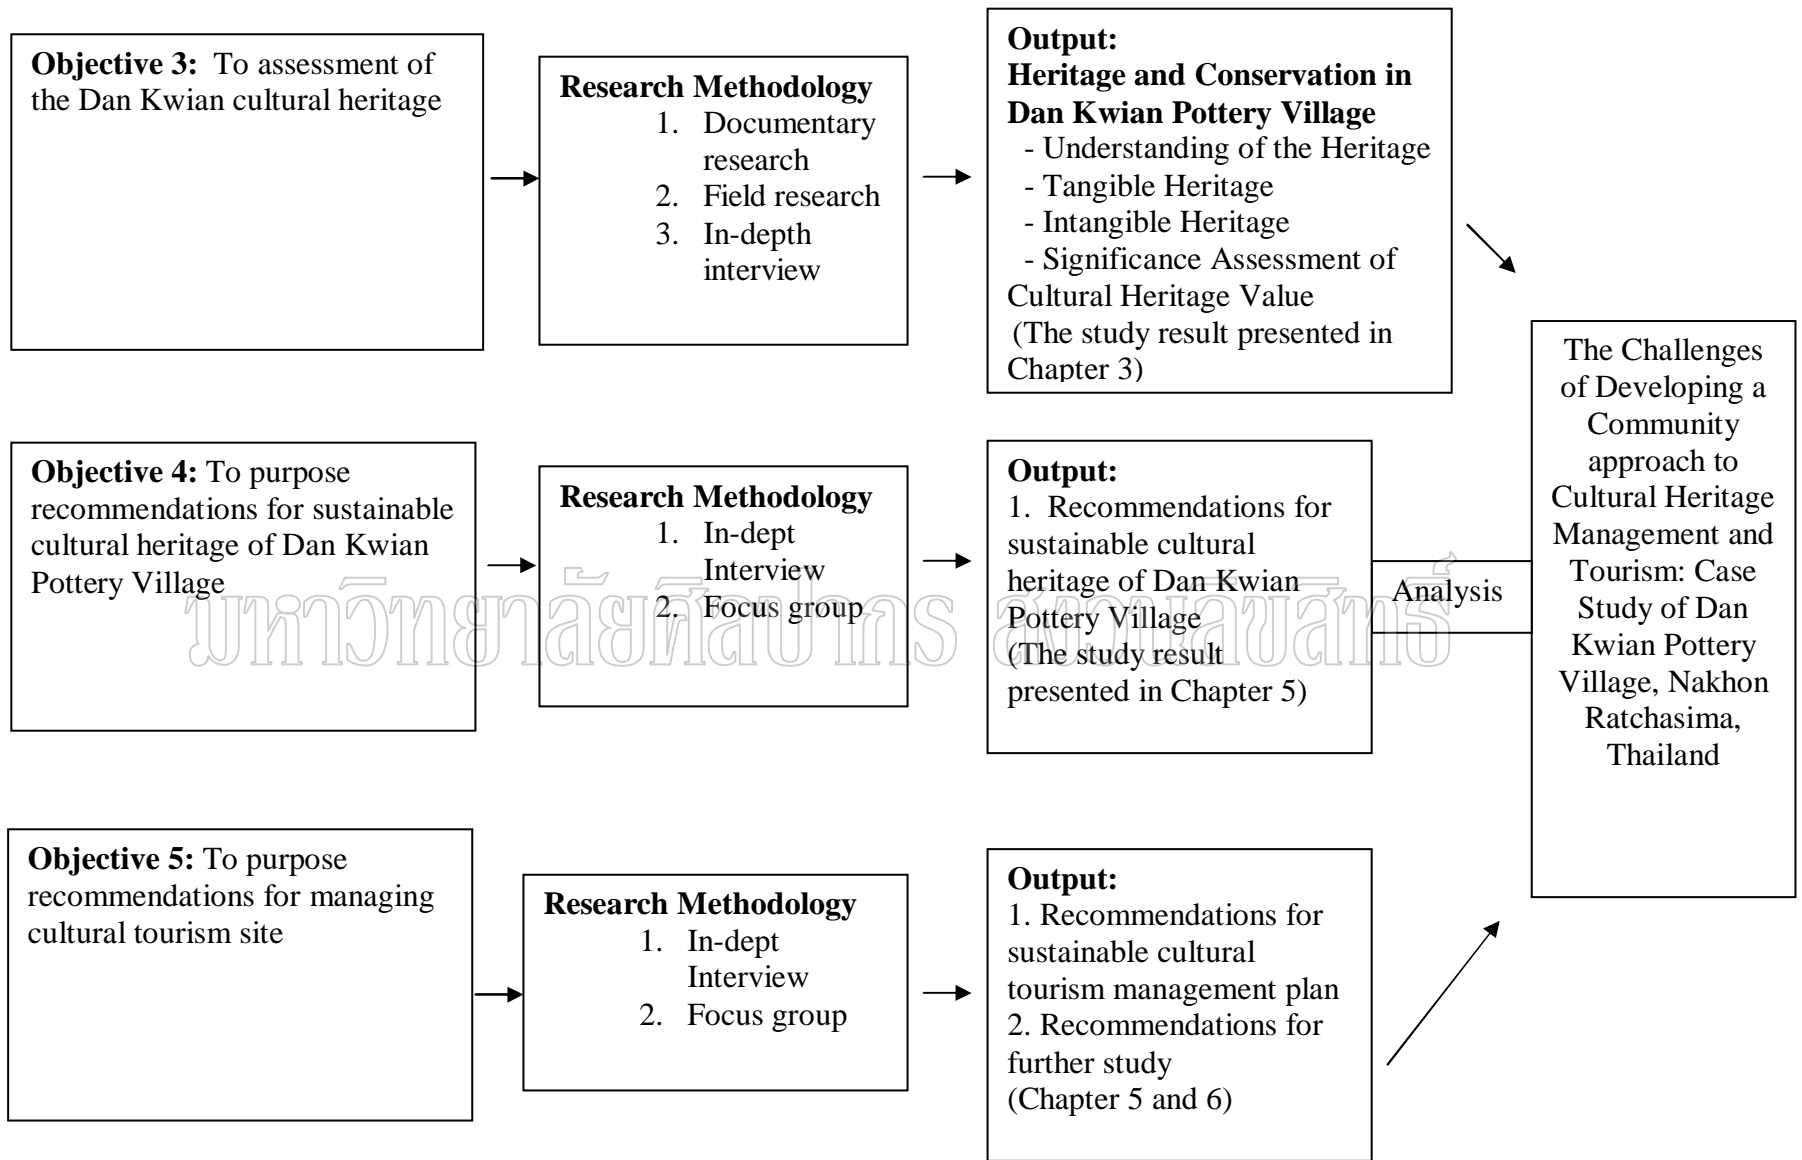 Objective 3:  To assessment of
the Dan Kwian cultural heritage
Research Methodology
1. Documentary
research
2. Field research
3. In-depth
interview
Output:
Heritage and Conservation in
Dan Kwian Pottery Village
- Understanding of the Heritage
- Tangible Heritage
- Intangible Heritage
- Significance Assessment of
Cultural Heritage Value
(The study result presented in
Chapter 3)
Objective 4: To purpose
recommendations for sustainable
cultural heritage of Dan Kwian
Pottery Village
Research Methodology
1. In-dept
Interview
2. Focus group
Output:
1. Recommendations for
sustainable cultural
heritage of Dan Kwian
Pottery Village
(The study result
presented in Chapter 5)
Analysis
Objective 5: To purpose
recommendations for managing
cultural tourism site
Research Methodology
1. In-dept
Interview
2. Focus group
Output:
1. Recommendations for
sustainable cultural
tourism management plan
2. Recommendations for
further study
(Chapter 5 and 6)
The Challenges
of Developing a
Community
approach to
Cultural Heritage
Management and
Tourism: Case
Study of Dan
Kwian Pottery
Village, Nakhon
Ratchasima,
Thailand
มหาวิทยาลัยศิลปากร สงวนลิขสิทธิ์